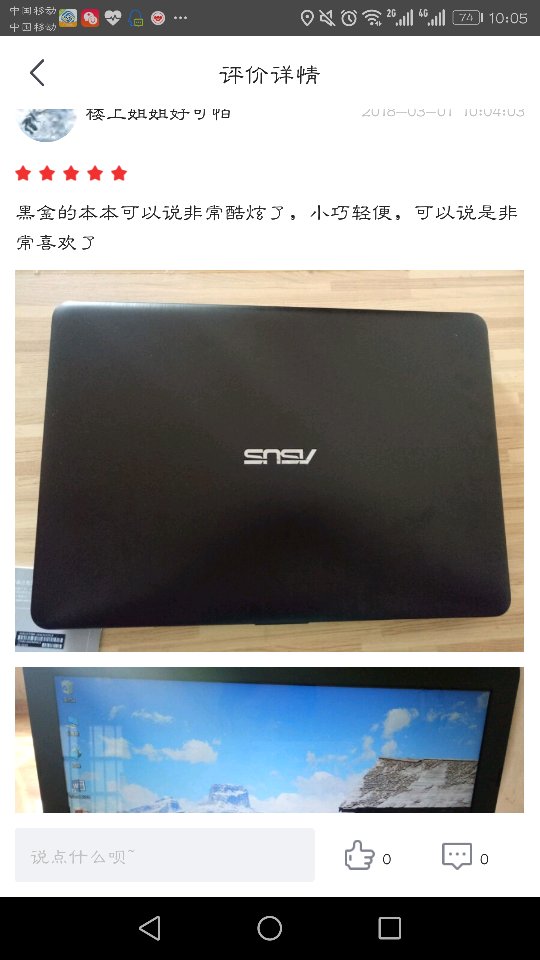 中国移动
中国移动
2G
4G
74
10:05
评价详情
楼上姐姐好可怕
2018-03-01 10:04:03
黑金的本本可以说非常酷炫了，小巧轻便，可以说是非
常喜欢了
ASUS
说点什么呗~
0
0